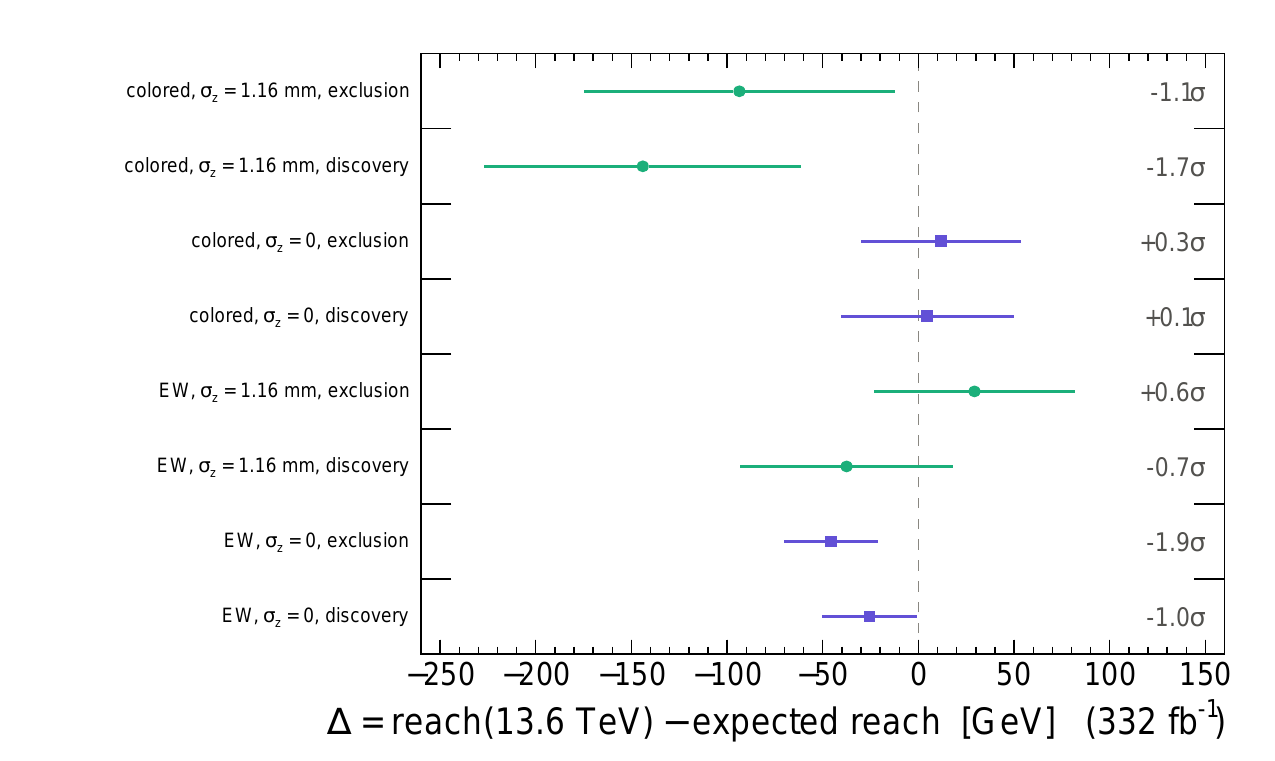 colored, σz = 1.16 mm, exclusion -1.1σ
colored, σz = 1.16 mm, discovery -1.7σ
colored, σz = 0, exclusion +0.3σ
colored, σz = 0, discovery +0.1σ
EW, σz = 1.16 mm, exclusion +0.6σ
EW, σz = 1.16 mm, discovery -0.7σ
EW, σz = 0, exclusion -1.9σ
EW, σz = 0, discovery -1.0σ
−250 −200 −150 −100 −50 0 50 100 150
Δ = reach(13.6 TeV) − expected reach [GeV] (332 fb-1)